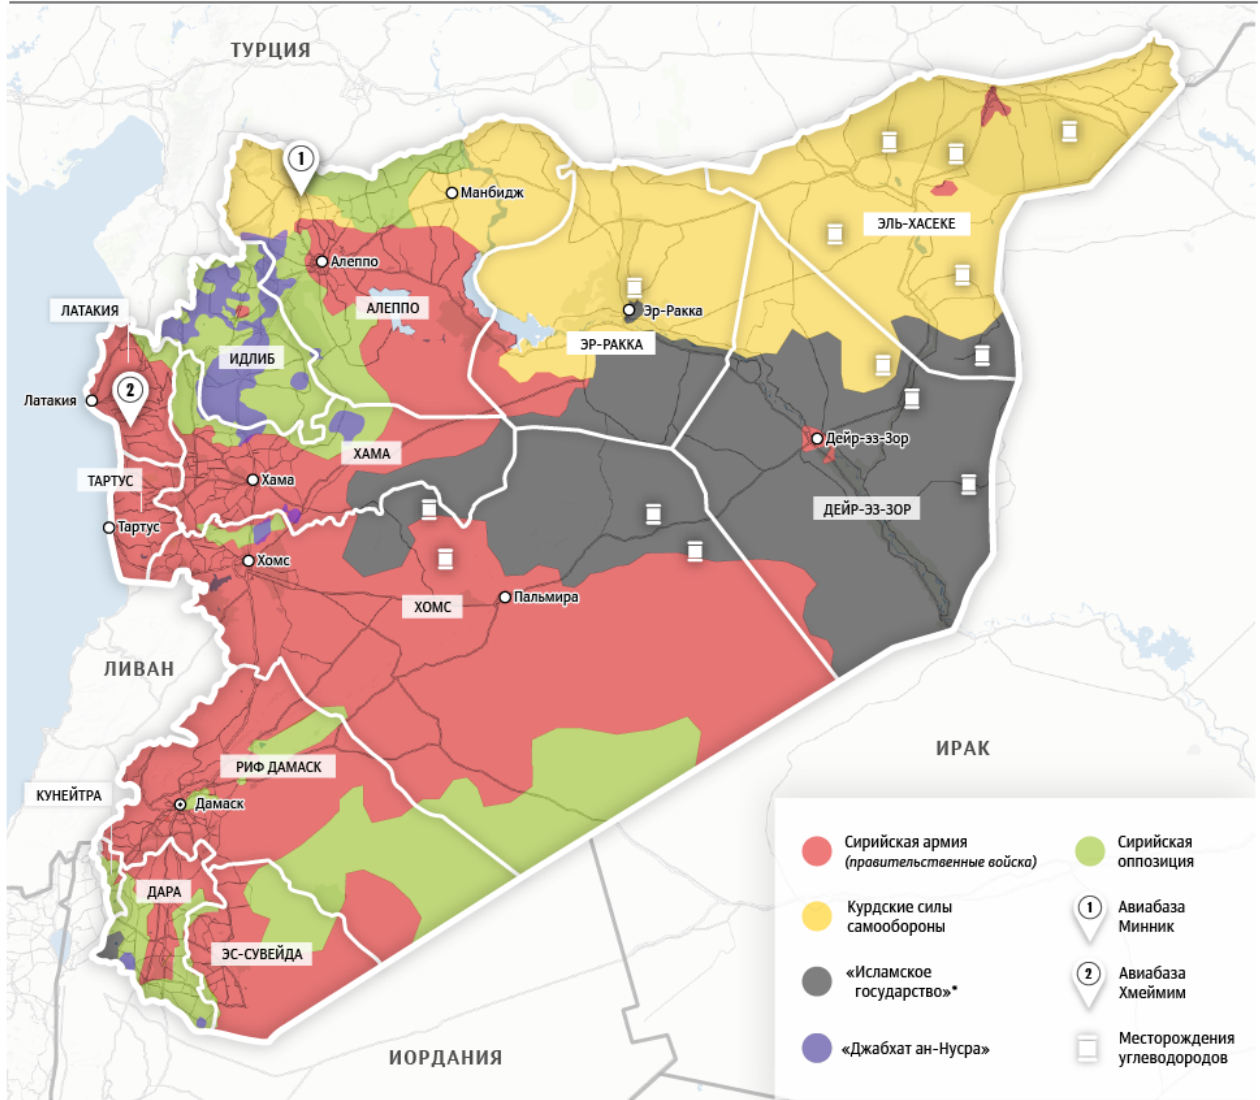 ТУРЦИЯ
1
Манбидж
ЭЛЬ-ХАСЕКЕ
Алеппо
ЛАТАКИЯ
АЛЕППО
Эр-Ракка
ЭР-РАККА
ИДЛИБ
2
Латакия
Дейр-эз-Зор
ХАМА
ТАРТУС
Хама
ДЕЙР-ЭЗ-ЗОР
Тартус
Хомс
Пальмира
ХОМС
ЛИВАН
ИРАК
РИФ ДАМАСК
КУНЕЙТРА
Дамаск
ДАРА
ЭС-СУВЕЙДА
ИОРДАНИЯ
Сирийская армия
(правительственные войска)
Курдские силы
самообороны
«Исламское
государство»*
«Джабхат ан-Нусра»
Сирийская
оппозиция
1
Авиабаза
Минник
2
Авиабаза
Хмеймим
Месторождения
углеводородов